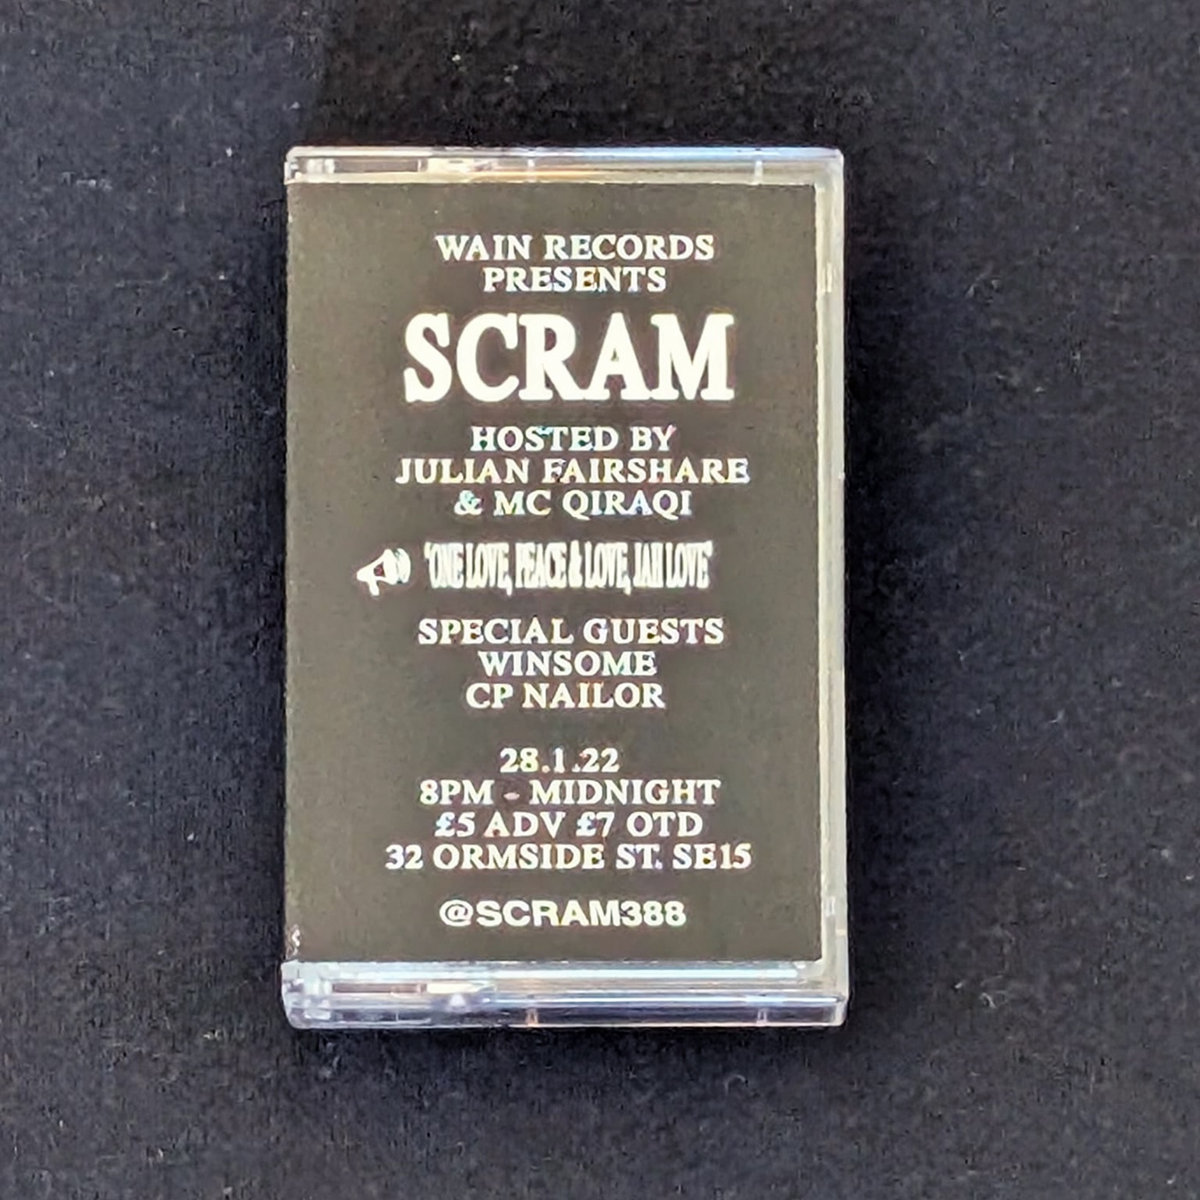 WAIN RECORDS
PRESENTS
SCRAM
HOSTED BY
JULIAN FAIRSHARE
& MC QIRAQI
'ONE LOVE, PEACE & LOVE, JAH LOVE'
SPECIAL GUESTS
WINSOME
CP NAILOR
28.1.22
8PM - MIDNIGHT
£5 ADV £7 OTD
32 ORMSIDE ST. SE15
@SCRAM388